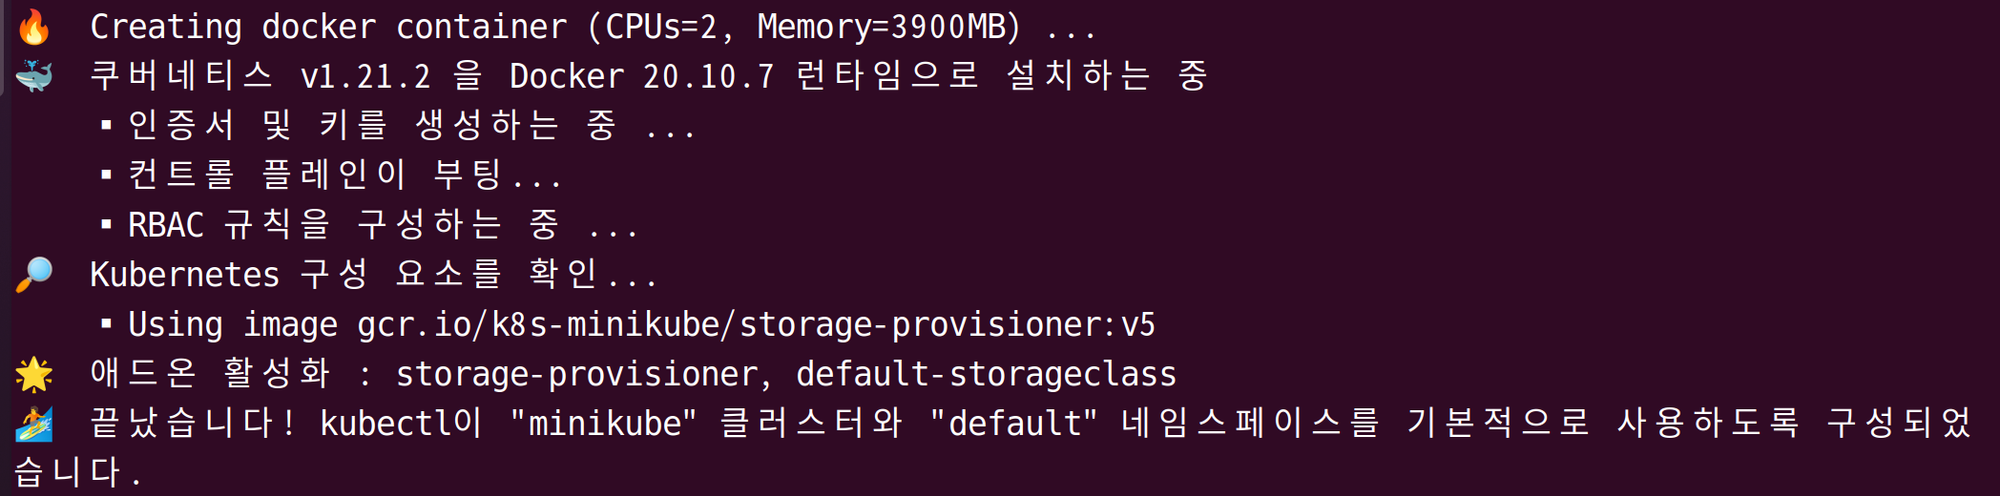 🔥  Creating docker container (CPUs=2, Memory=3900MB) ...
🐳  쿠버네티스 v1.21.2 을 Docker 20.10.7 런타임으로 설치하는 중
▪ 인증서 및 키를 생성하는 중 ...
▪ 컨트롤 플레인이 부팅...
▪ RBAC 규칙을 구성하는 중 ...
🔎  Kubernetes 구성 요소를 확인...
▪ Using image gcr.io/k8s-minikube/storage-provisioner:v5
🌟  애드온 활성화 : storage-provisioner, default-storageclass
🏄  끝났습니다! kubectl이 "minikube" 클러스터와 "default" 네임스페이스를 기본적으로 사용하도록 구성되었
습니다.